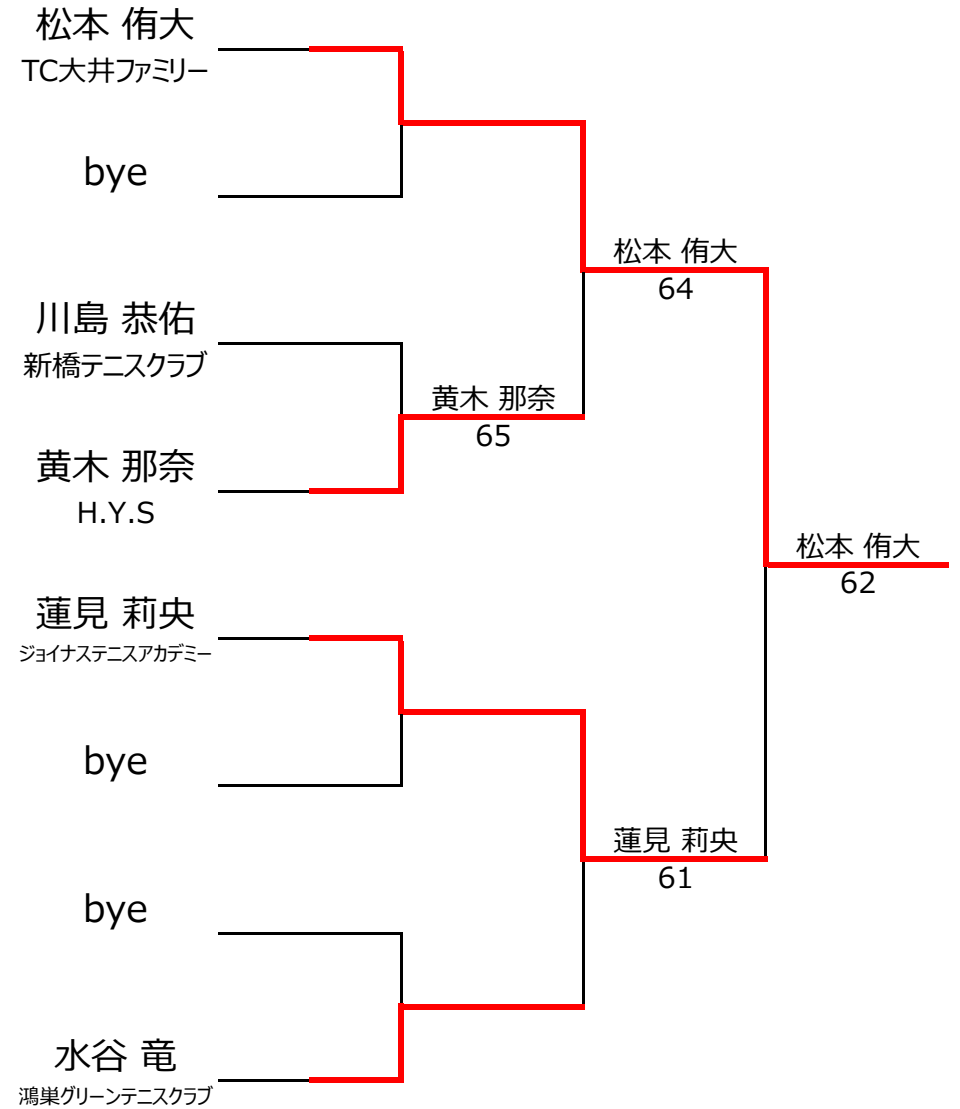 松本 侑大
TC大井ファミリー
bye
松本 侑大
64
川島 恭佑
新橋テニスクラブ
黄木 那奈
65
黄木 那奈
H.Y.S
松本 侑大
62
蓮見 莉央
ジョイナステニスアカデミー
bye
蓮見 莉央
61
bye
水谷 竜
鴻巣グリーンテニスクラブ